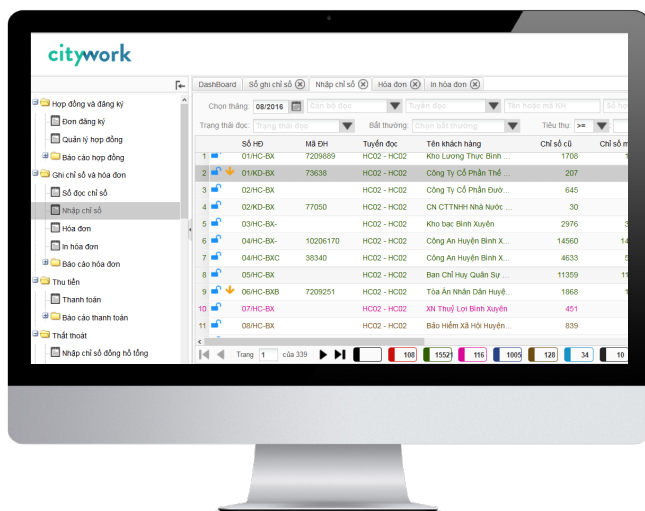 citywork
DashBoard Sổ ghi chỉ số Nhập chỉ số Hóa đơn In hóa đơn
Hợp đồng và đăng ký
Đơn đăng ký
Quản lý hợp đồng
Báo cáo hợp đồng
Ghi chỉ số và hóa đơn
Sổ đọc chỉ số
Nhập chỉ số
Hóa đơn
In hóa đơn
Báo cáo hóa đơn
Thu tiền
Thanh toán
Báo cáo thanh toán
Thất thoát
Nhập chỉ số đồng hồ tổng
Chọn tháng: 08/2016 Cán bộ đọc Tuyến đọc Tên hoặc mã KH
Trạng thái đọc: Trạng thái đọc Bất thường: Chọn bất thường Tiêu thụ: >=
Số HĐ Mã ĐH Tuyến đọc Tên khách hàng Chỉ số cũ Chỉ số m
1 01/HC-BX 7209889 HC02 - HC02 Kho Lương Thực Bình ... 1708 1
2 01/KD-BX 73638 HC02 - HC02 Công Ty Cổ Phần Thể ... 207
3 02/HC-BX HC02 - HC02 Công Ty Cổ Phần Đườ... 645
4 02/KD-BX 77050 HC02 - HC02 CN CTTNHH Nhà Nước ... 30
5 03/HC-BX- HC02 - HC02 Kho bạc Bình Xuyên 2976 3
6 04/HC-BX- 10206170 HC02 - HC02 Công An Huyện Bình X... 14560 14
7 04/HC-BXC 38340 HC02 - HC02 Công An Huyện Bình X... 4633 5
8 05/HC-BX HC02 - HC02 Ban Chỉ Huy Quân Sự ... 11359 11
9 06/HC-BXB 7209251 HC02 - HC02 Tòa Án Nhân Dân Huyệ... 1868 1
10 07/HC-BX HC02 - HC02 XN Thuỷ Lợi Bình Xuyên 451
11 08/HC-BX HC02 - HC02 Bảo Hiểm Xã Hội Huyện... 839
Trang 1 của 339 108 15521 116 1005 128 34 10